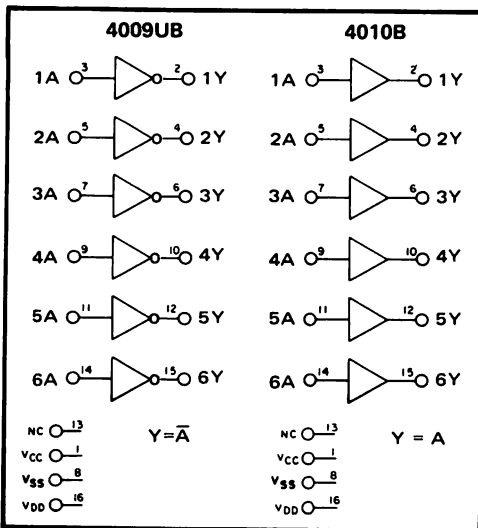 4009UB 4010B
3 2 3 2
1A 1Y 1A 1Y
5 4 5 4
2A 2Y 2A 2Y
7 6 7 6
3A 3Y 3A 3Y
9 10 9 10
4A 4Y 4A 4Y
11 12 11 12
5A 5Y 5A 5Y
14 15 14 15
6A 6Y 6A 6Y
NC 13 Y=A̅ NC 13 Y = A
VCC 1 VCC 1
VSS 8 VSS 8
VDD 16 VDD 16